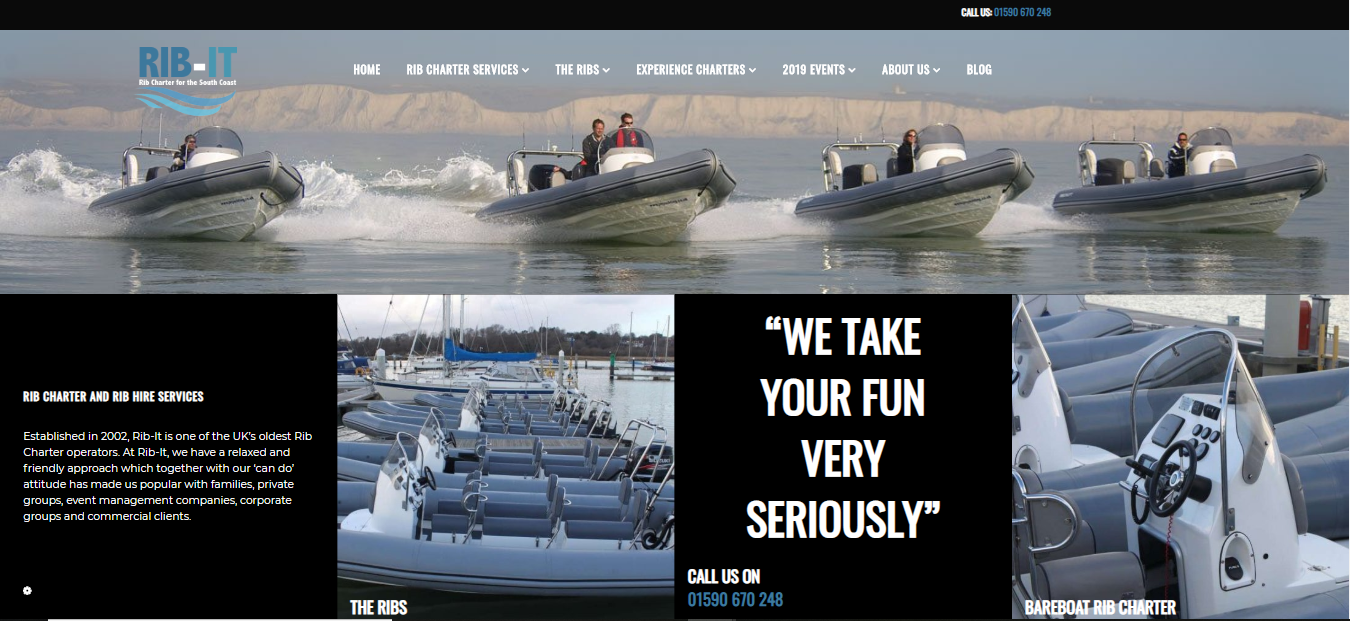 CALL US: 01590 670 248
RIB-IT
Rib Charter for the South Coast
HOME
RIB CHARTER SERVICES
THE RIBS
EXPERIENCE CHARTERS
2019 EVENTS
ABOUT US
BLOG
RIB CHARTER AND RIB HIRE SERVICES
Established in 2002, Rib-It is one of the UK's oldest Rib
Charter operators. At Rib-It, we have a relaxed and
friendly approach which together with our 'can do'
attitude has made us popular with families, private
groups, event management companies, corporate
groups and commercial clients.
THE RIBS
“WE TAKE
YOUR FUN
VERY
SERIOUSLY”
CALL US ON
01590 670 248
BAREBOAT RIB CHARTER